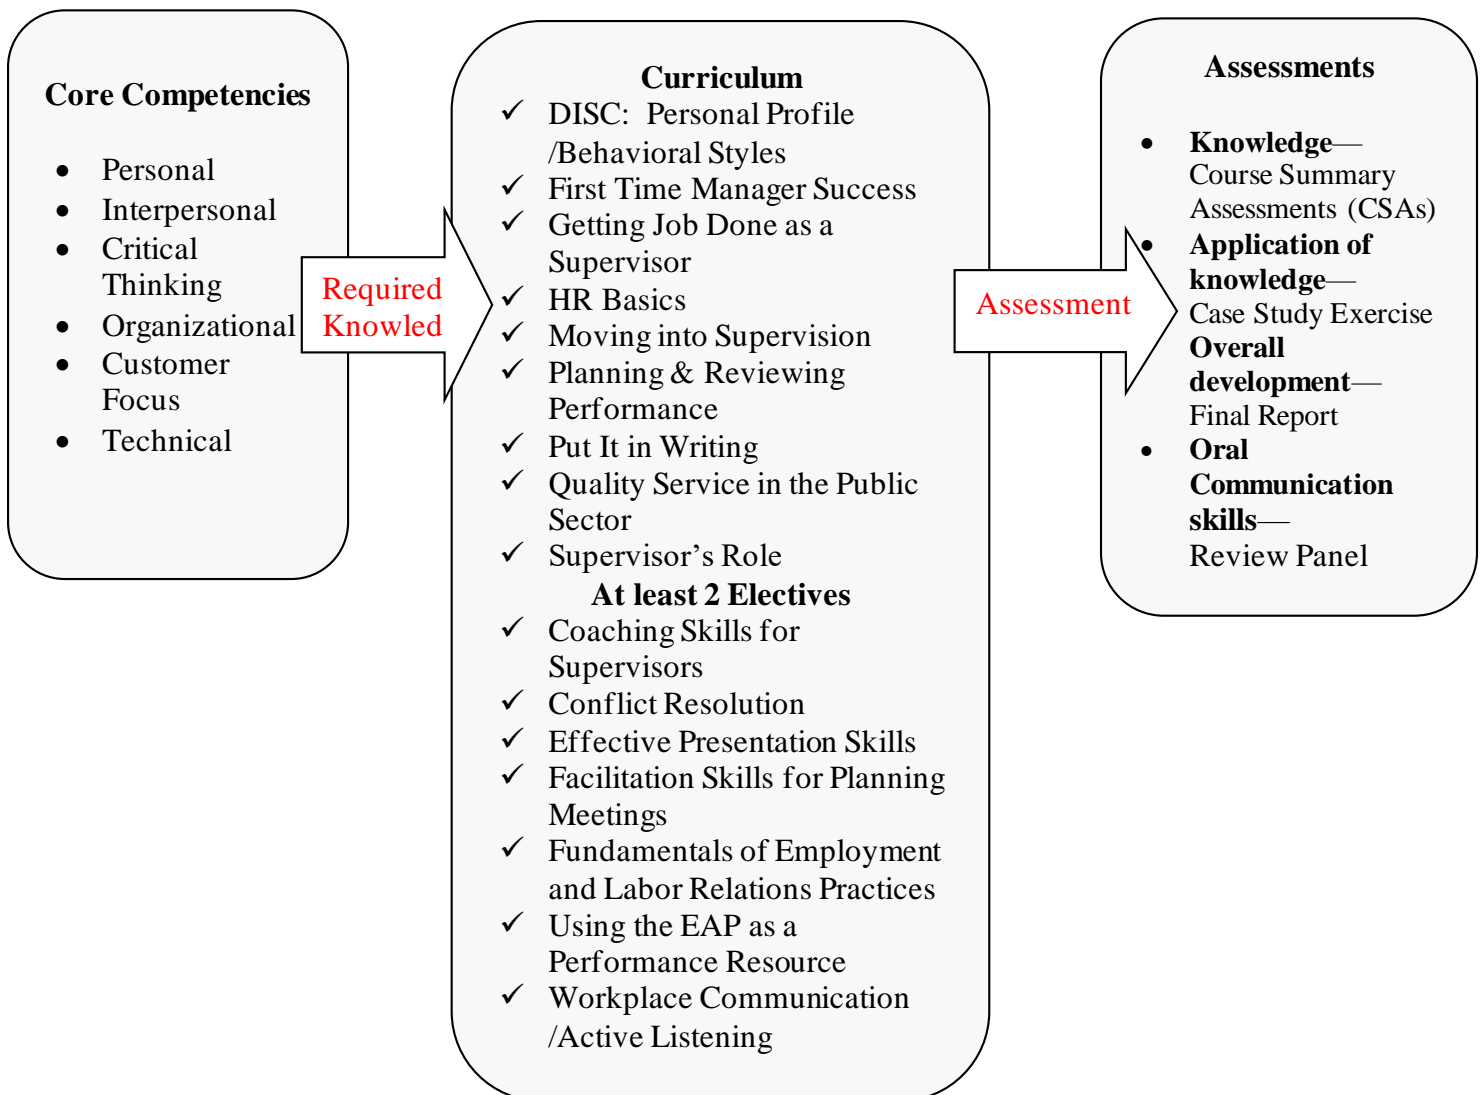 Core Competencies
• Personal
• Interpersonal
• Critical
Thinking
• Organizational
• Customer
Focus
• Technical
Required
Knowled
Curriculum
✓ DISC: Personal Profile
/Behavioral Styles
✓ First Time Manager Success
✓ Getting Job Done as a
Supervisor
✓ HR Basics
✓ Moving into Supervision
✓ Planning & Reviewing
Performance
✓ Put It in Writing
✓ Quality Service in the Public
Sector
✓ Supervisor’s Role
At least 2 Electives
✓ Coaching Skills for
Supervisors
✓ Conflict Resolution
✓ Effective Presentation Skills
✓ Facilitation Skills for Planning
Meetings
✓ Fundamentals of Employment
and Labor Relations Practices
✓ Using the EAP as a
Performance Resource
✓ Workplace Communication
/Active Listening
Assessment
Assessments
• Knowledge—
Course Summary
Assessments (CSAs)
• Application of
knowledge—
Case Study Exercise
Overall
development—
Final Report
• Oral
Communication
skills—
Review Panel